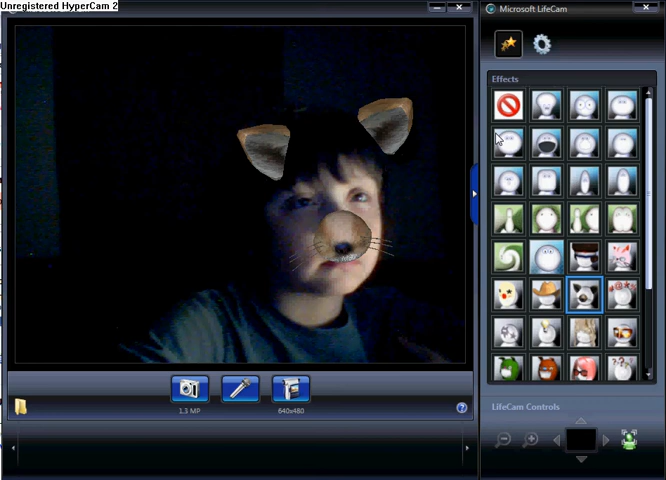 Unregistered HyperCam 2
Microsoft LifeCam
Effects
1.3 MP
640x480
LifeCam Controls